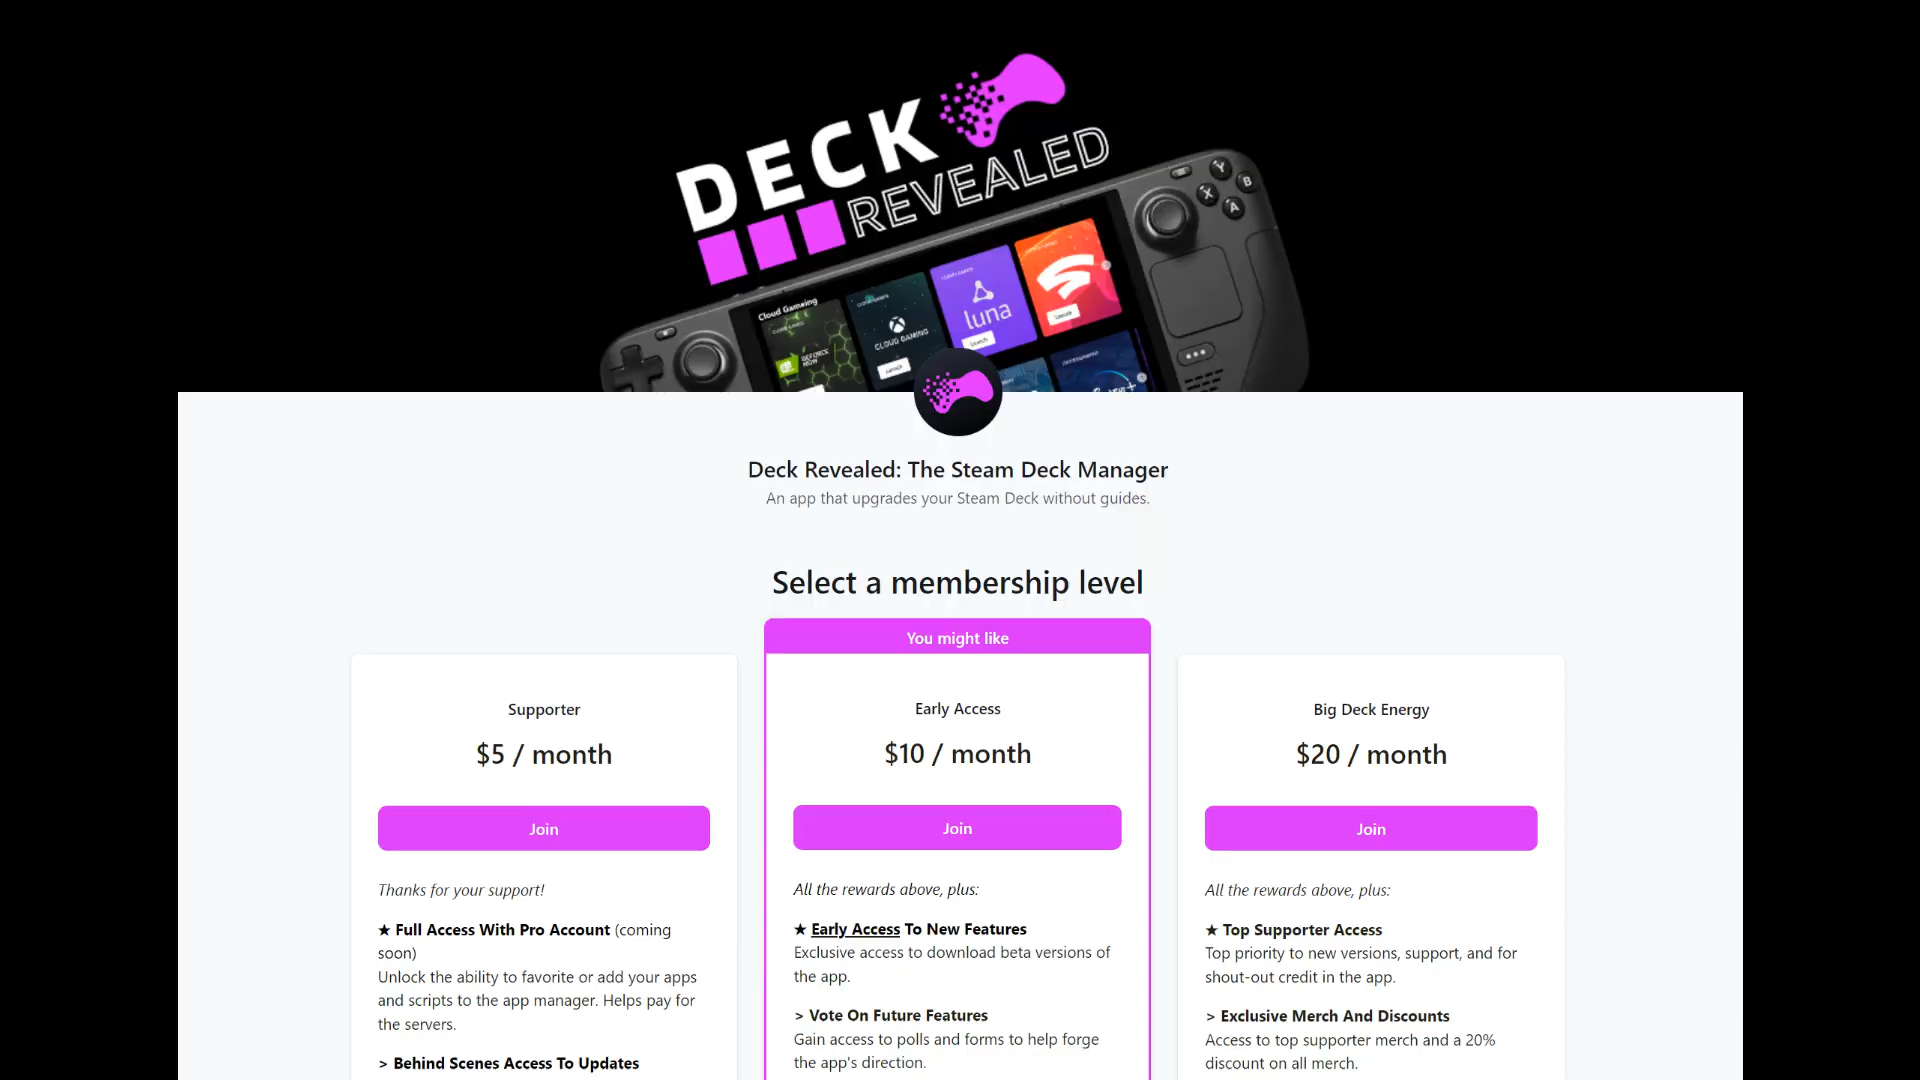 DECK
REVEALED
Y
X
B
A
Cloud Gameing
CLOUD GAMING
luna
Launch
GEFORCE
NOW
Deck Revealed: The Steam Deck Manager
An app that upgrades your Steam Deck without guides.
Select a membership level
You might like
Supporter
$5 / month
Join
Thanks for your support!
★ Full Access With Pro Account (coming
soon)
Unlock the ability to favorite or add your apps
and scripts to the app manager. Helps pay for
the servers.
> Behind Scenes Access To Updates
Early Access
$10 / month
Join
All the rewards above, plus:
★ Early Access To New Features
Exclusive access to download beta versions of
the app.
> Vote On Future Features
Gain access to polls and forms to help forge
the app's direction.
Big Deck Energy
$20 / month
Join
All the rewards above, plus:
★ Top Supporter Access
Top priority to new versions, support, and for
shout-out credit in the app.
> Exclusive Merch And Discounts
Access to top supporter merch and a 20%
discount on all merch.